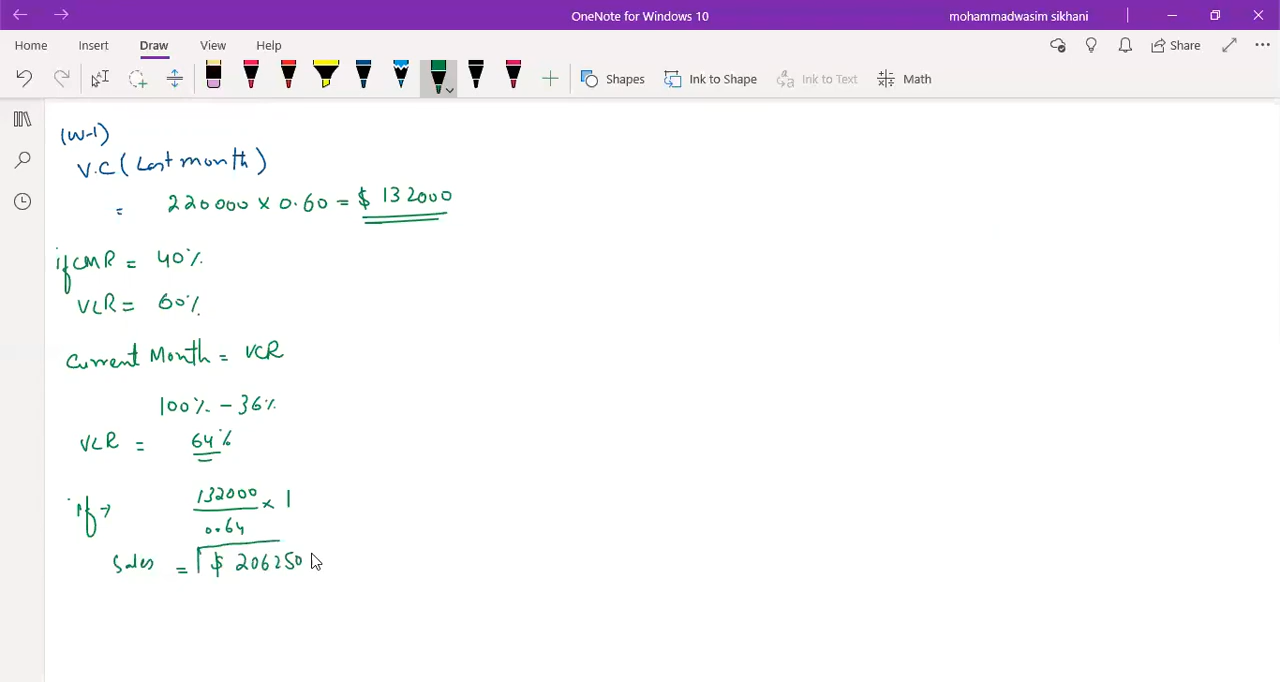 OneNote for Windows 10
mohammadwasim sikhani
Home Insert Draw View Help
Share
Shapes Ink to Shape Ink to Text Math
(W-1)
V.C (Last month)
= 220000 × 0.60 = $ 132000
if CMR = 40%
VCR = 60%
Current Month = VCR
100% - 36%
VCR = 64%
if → 132000 × 1
0.64
Sales = $ 206250